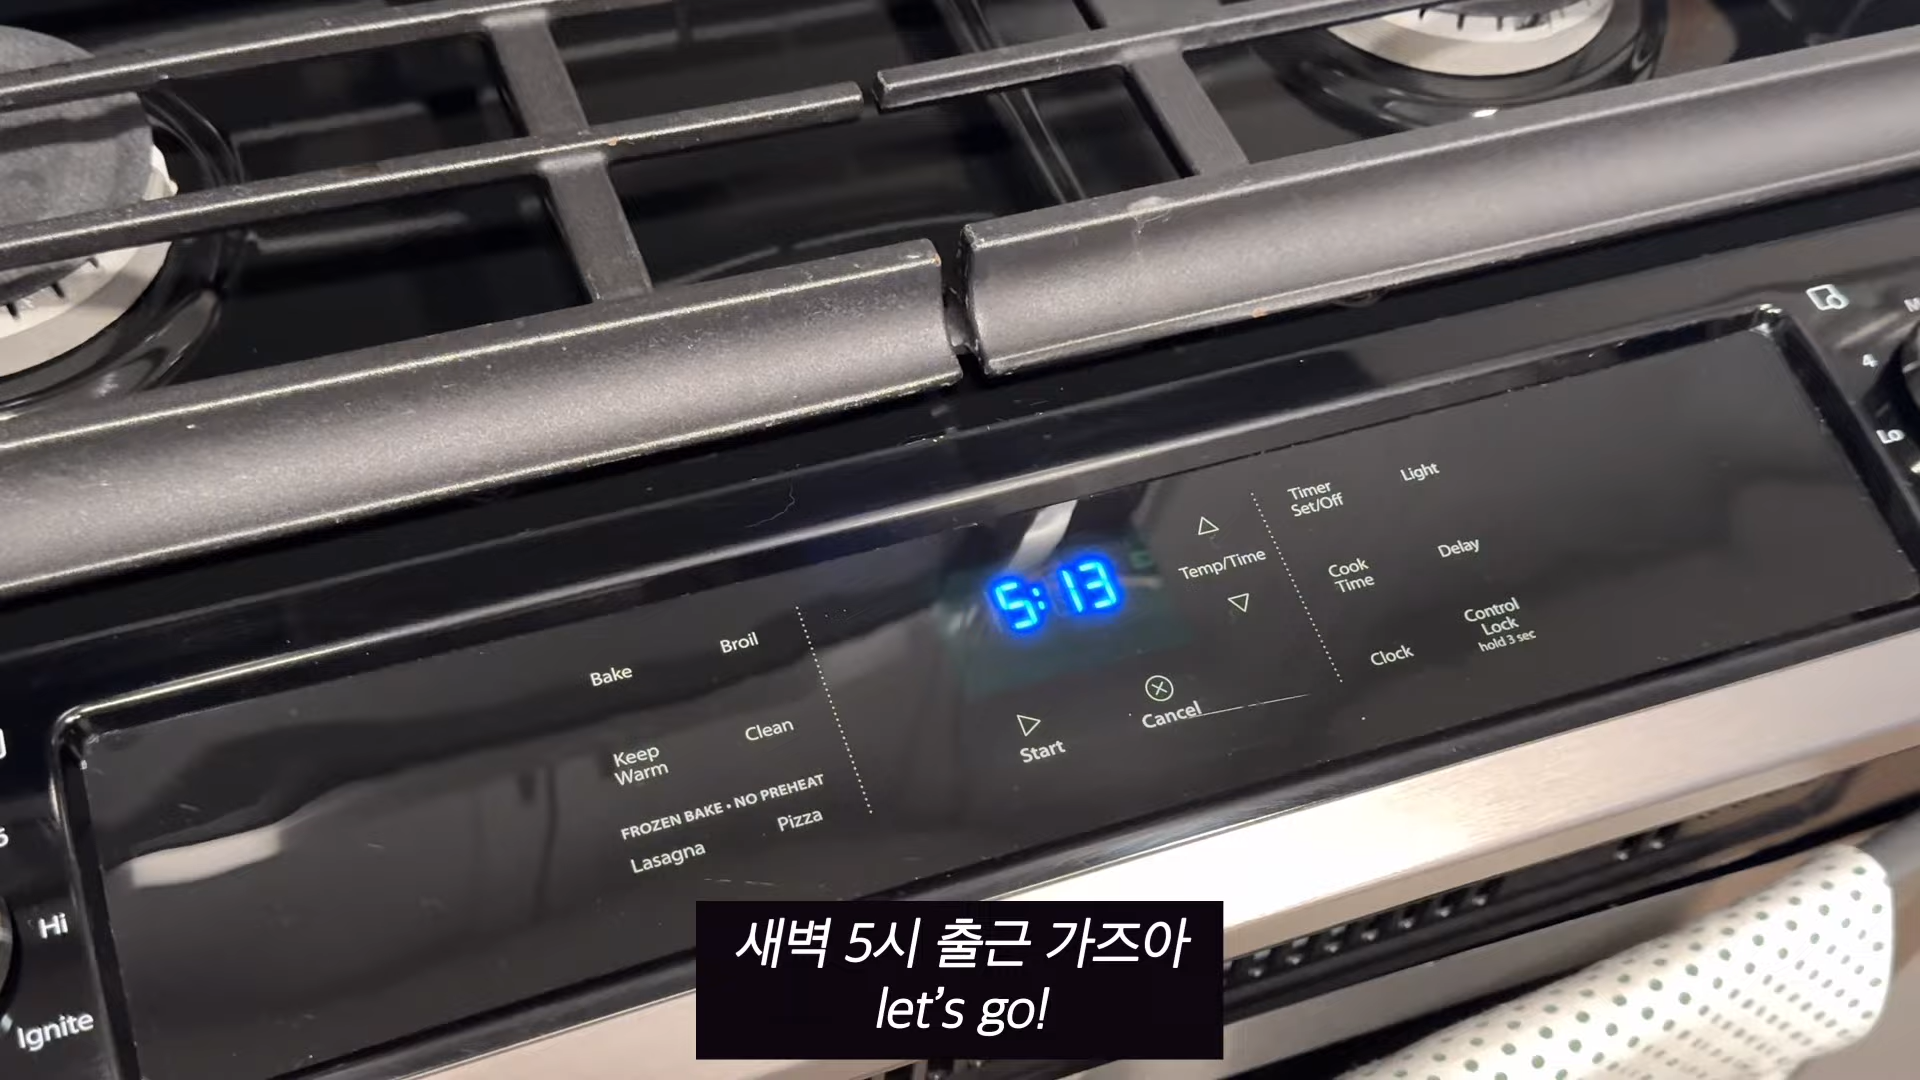 5:13
Temp/Time
Timer
Set/Off
Light
Cook
Time
Delay
Clock
Control
Lock
hold 3 sec
Bake
Broil
Keep
Warm
Clean
FROZEN BAKE • NO PREHEAT
Lasagna
Pizza
Start
Cancel
Hi
Ignite
4
Lo
새벽 5시 출근 가즈아
let's go!